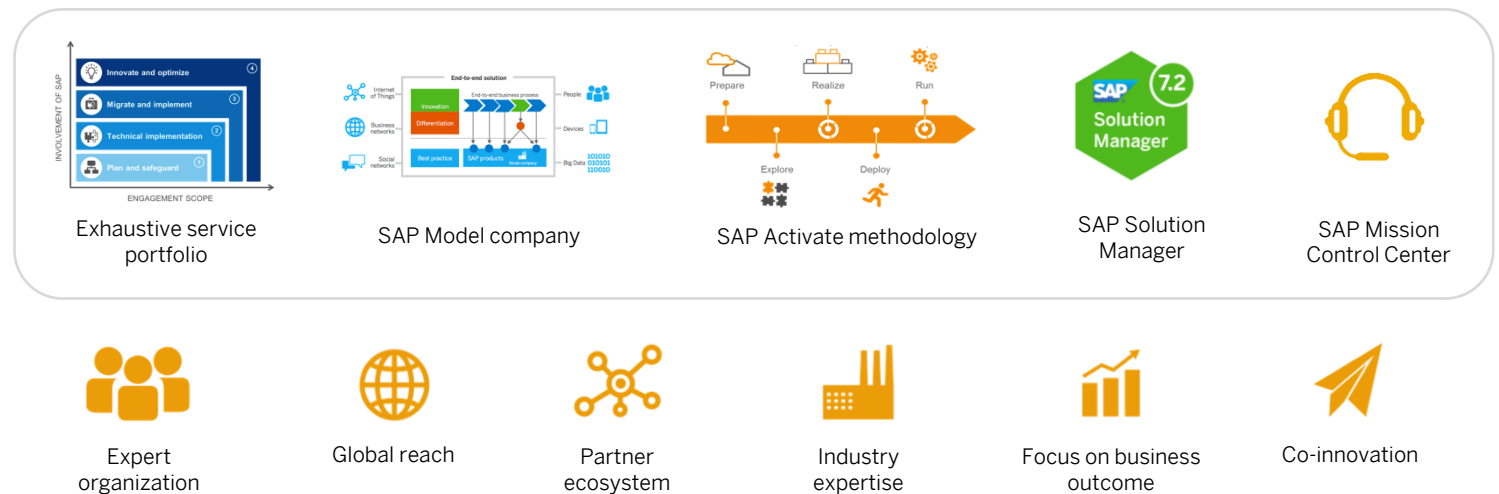 INVOLVEMENT OF SAP
Innovate and optimize 4
Migrate and implement 3
Technical implementation 2
Plan and safeguard 1
ENGAGEMENT SCOPE
Exhaustive service
portfolio
End-to-end solution
Internet
of Things
Business
networks
Social
networks
Innovation
Differentiation
Best practice
End-to-end business process
SAP products
Model company
People
Devices
Big Data
101010
010101
110010
SAP Model company
Prepare
Realize
Run
Explore
Deploy
SAP Activate methodology
SAP 7.2
Solution
Manager
SAP Solution
Manager
SAP Mission
Control Center
Expert
organization
Global reach
Partner
ecosystem
Industry
expertise
Focus on business
outcome
Co-innovation